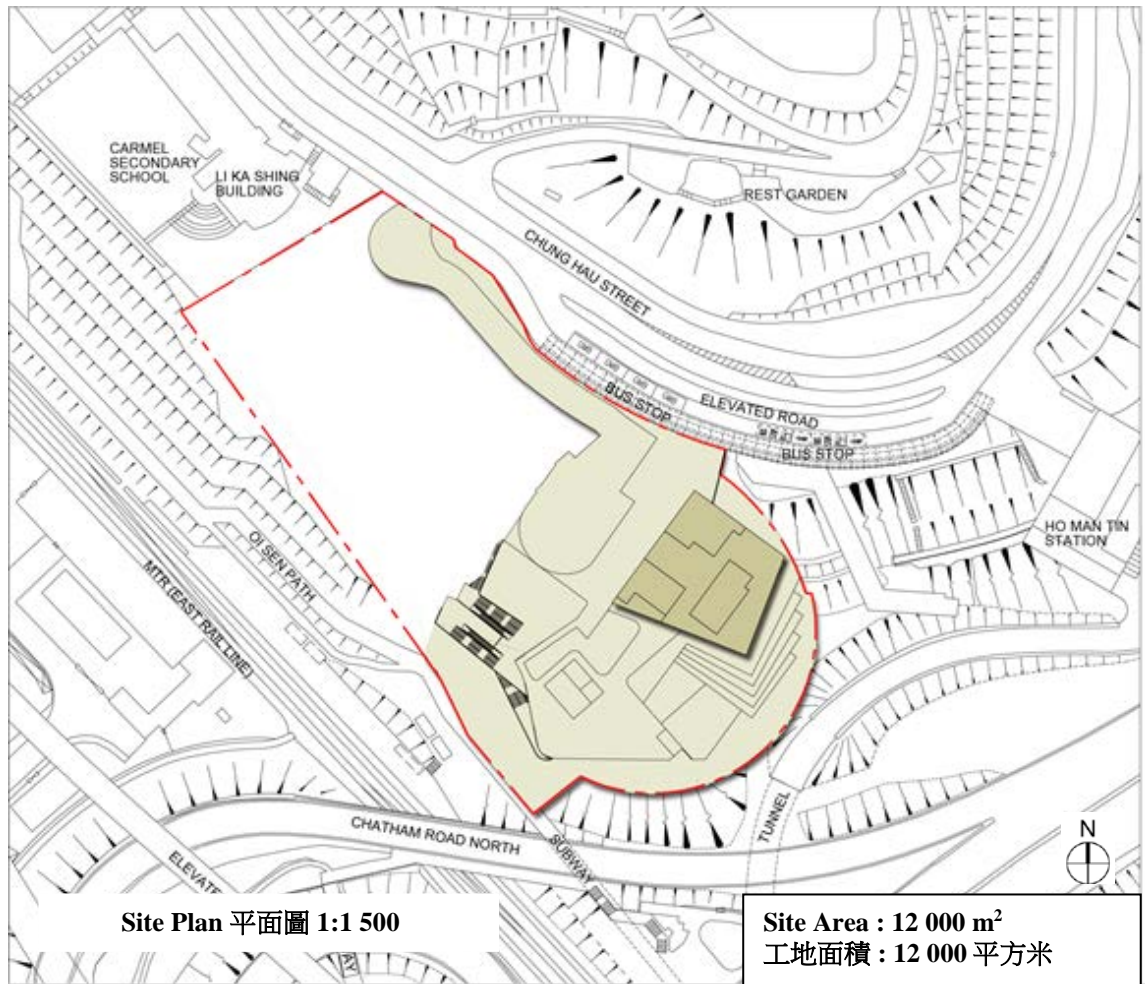 CARMEL
SECONDARY
SCHOOL
LI KA SHING
BUILDING
REST GARDEN
CHUNG HAU STREET
BUS STOP
ELEVATED ROAD
BUS STOP
HO MAN TIN
STATION
OI SEN PATH
MTR (EAST RAIL LINE)
CHATHAM ROAD NORTH
SUBWAY
TUNNEL
N
Site Plan 平面圖 1:1 500
Site Area : 12 000 m²
工地面積 : 12 000 平方米